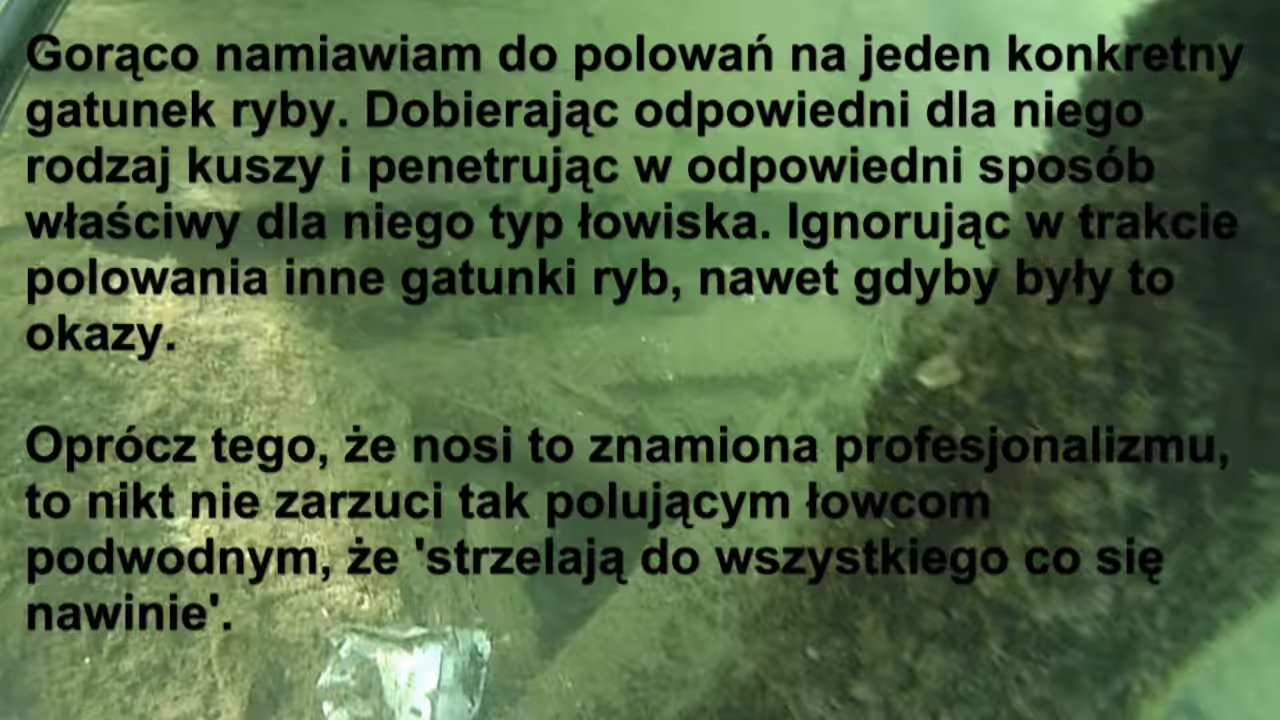 Gorąco namiawiam do polowań na jeden konkretny
gatunek ryby. Dobierając odpowiedni dla niego
rodzaj kuszy i penetrując w odpowiedni sposób
właściwy dla niego typ łowiska. Ignorując w trakcie
polowania inne gatunki ryb, nawet gdyby były to
okazy.
Oprócz tego, że nosi to znamiona profesjonalizmu,
to nikt nie zarzuci tak polującym łowcom
podwodnym, że 'strzelają do wszystkiego co się
nawinie'.